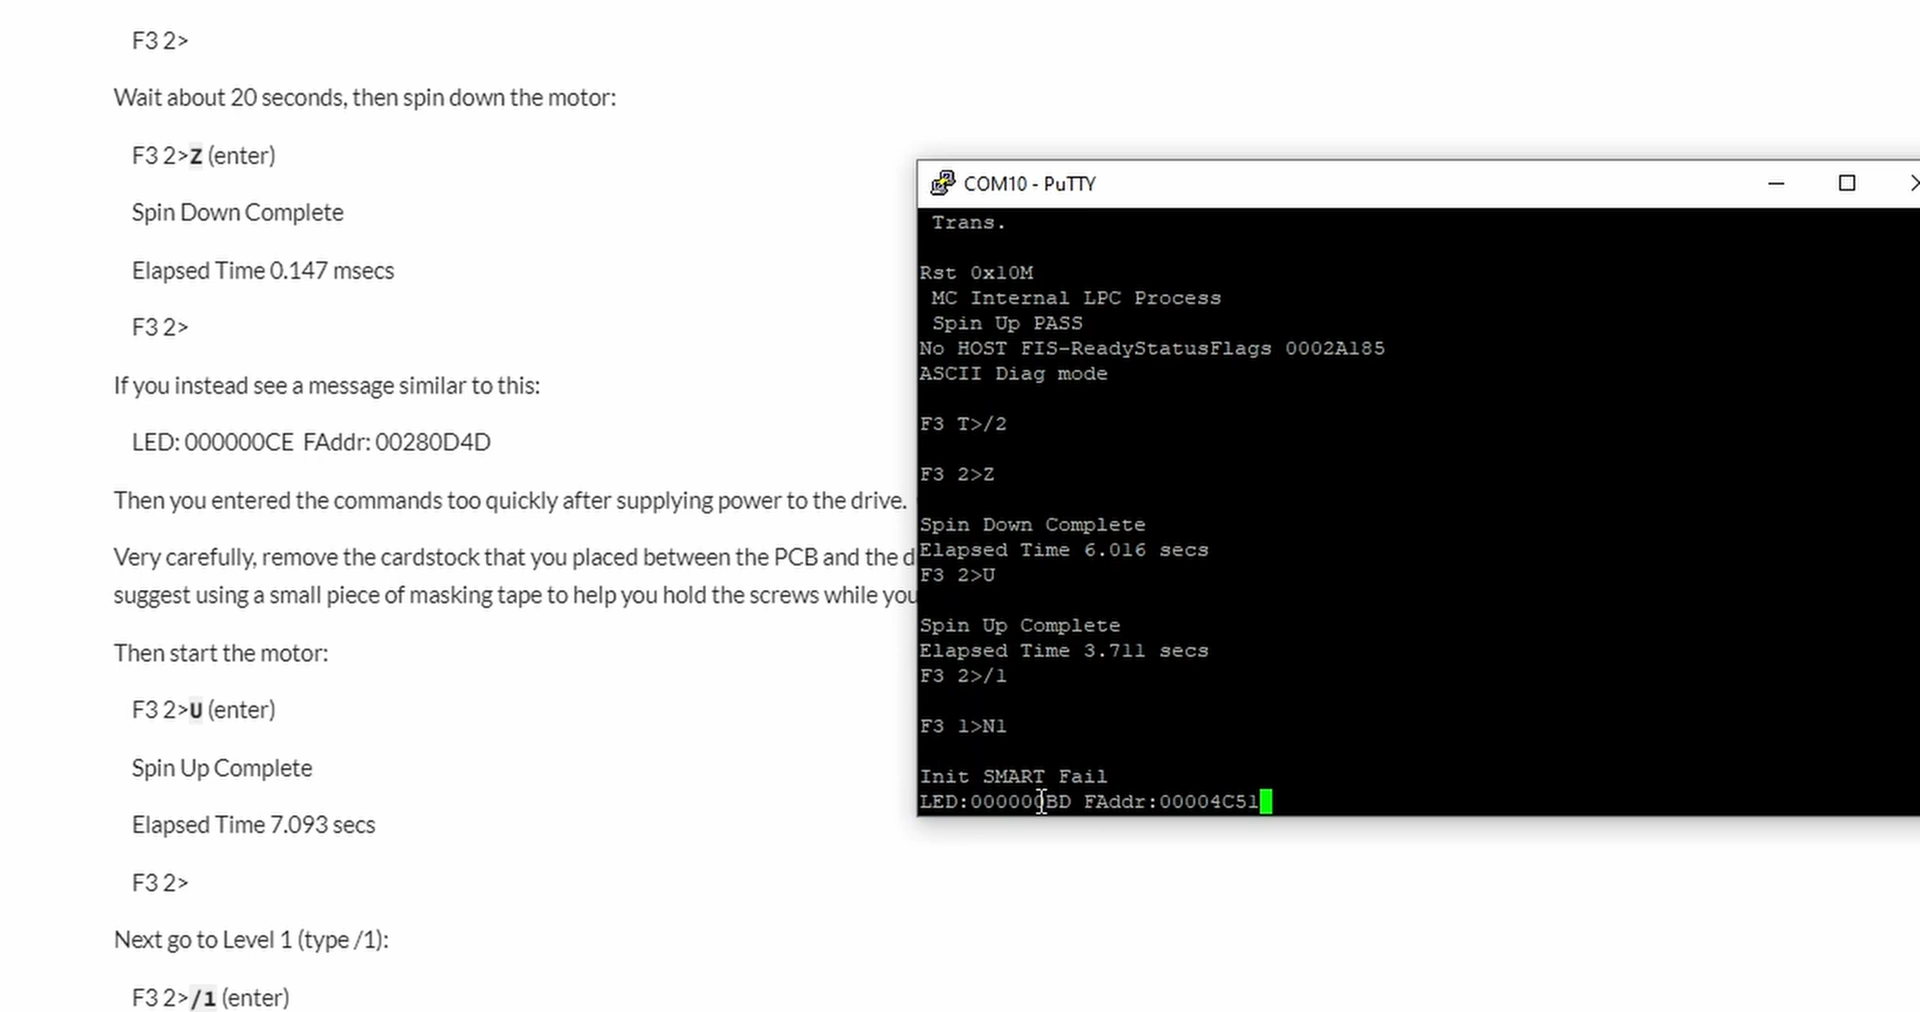 F3 2>
Wait about 20 seconds, then spin down the motor:
F3 2>Z (enter)
Spin Down Complete
Elapsed Time 0.147 msecs
F3 2>
If you instead see a message similar to this:
LED: 000000CE FAddr: 00280D4D
Then you entered the commands too quickly after supplying power to the drive.
Very carefully, remove the cardstock that you placed between the PCB and the d
suggest using a small piece of masking tape to help you hold the screws while you
Then start the motor:
F3 2>U (enter)
Spin Up Complete
Elapsed Time 7.093 secs
F3 2>
Next go to Level 1 (type /1):
F3 2>/1 (enter)
COM10 - PuTTY
Trans.
Rst 0x10M
MC Internal LPC Process
Spin Up PASS
No HOST FIS-ReadyStatusFlags 0002A185
ASCII Diag mode
F3 T>/2
F3 2>Z
Spin Down Complete
Elapsed Time 6.016 secs
F3 2>U
Spin Up Complete
Elapsed Time 3.711 secs
F3 2>/1
F3 1>N1
Init SMART Fail
LED:000000BD FAddr:00004C51